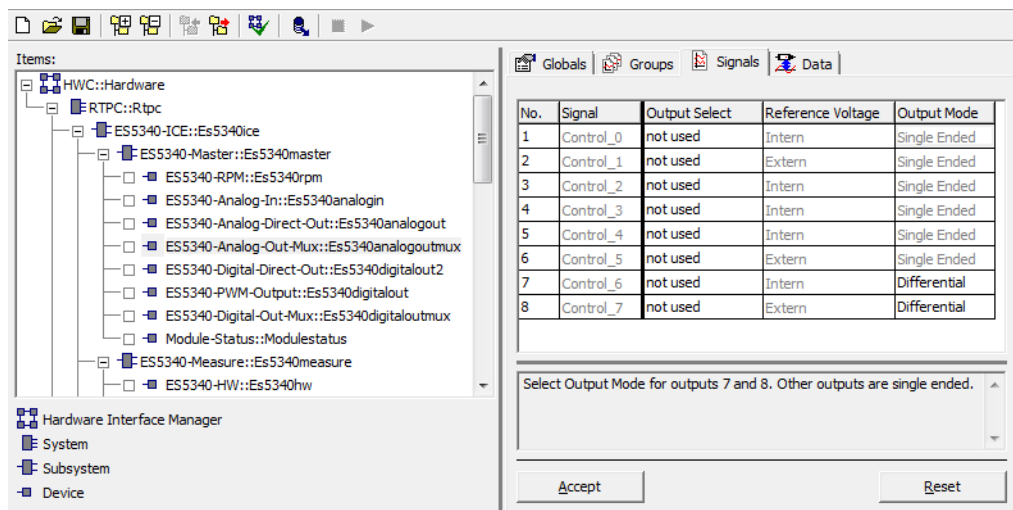 Items:
HWC::Hardware
RTPC::Rtpc
ES5340-ICE::Es5340ice
ES5340-Master::Es5340master
ES5340-RPM::Es5340rpm
ES5340-Analog-In::Es5340analogin
ES5340-Analog-Direct-Out::Es5340analogout
ES5340-Analog-Out-Mux::Es5340analogoutmux
ES5340-Digital-Direct-Out::Es5340digitalout2
ES5340-PWM-Output::Es5340digitalout
ES5340-Digital-Out-Mux::Es5340digitaloutmux
Module-Status::Modulestatus
ES5340-Measure::Es5340measure
ES5340-HW::Es5340hw
Hardware Interface Manager
System
Subsystem
Device
Globals Groups Signals Data
No. Signal Output Select Reference Voltage Output Mode
1 Control_0 not used Intern Single Ended
2 Control_1 not used Extern Single Ended
3 Control_2 not used Intern Single Ended
4 Control_3 not used Intern Single Ended
5 Control_4 not used Intern Single Ended
6 Control_5 not used Extern Single Ended
7 Control_6 not used Intern Differential
8 Control_7 not used Extern Differential
Select Output Mode for outputs 7 and 8. Other outputs are single ended.
Accept Reset